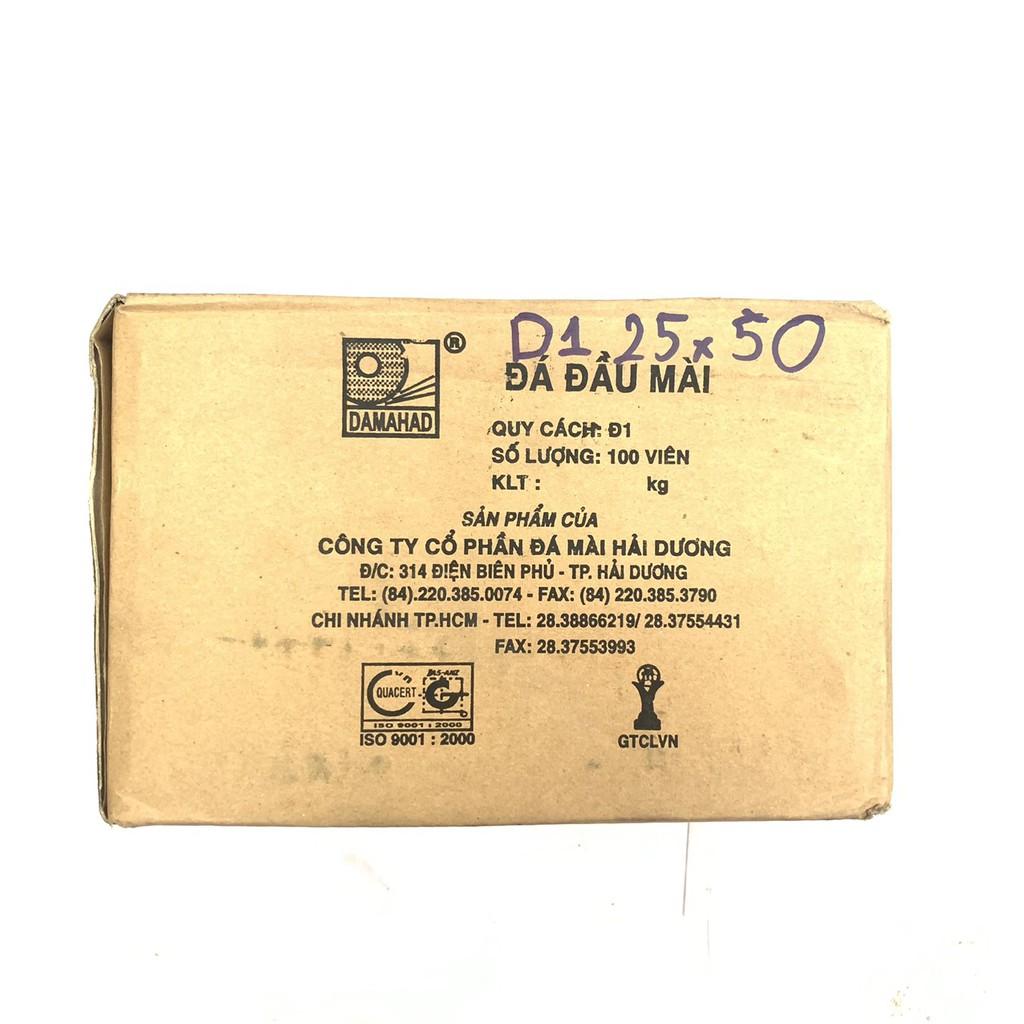 D1 25x50
®
DAMAHAD
ĐÁ ĐẦU MÀI
QUY CÁCH: Đ1
SỐ LƯỢNG: 100 VIÊN
KLT : kg
SẢN PHẨM CỦA
CÔNG TY CỔ PHẦN ĐÁ MÀI HẢI DƯƠNG
Đ/C: 314 ĐIỆN BIÊN PHỦ - TP. HẢI DƯƠNG
TEL: (84).220.385.0074 - FAX: (84) 220.385.3790
CHI NHÁNH TP.HCM - TEL: 28.38866219/ 28.37554431
FAX: 28.37553993
QUACERT
ISO 9001 : 2000
ISO 9001 : 2000
GTCLVN